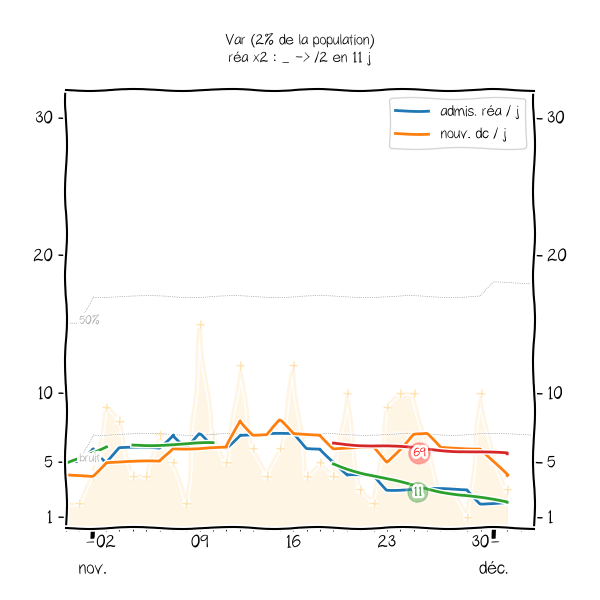 Var (2% de la population)
réa x2 : _ -> /2 en 11 j
admis. réa / j
nouv. dc / j
30
30
20
20
50%
10
10
bruit
69
5
5
11
1
1
02
09
16
23
30
nov.
déc.